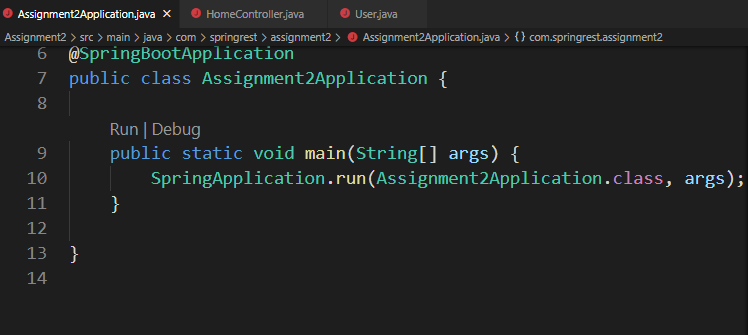 Assignment2Application.java × HomeController.java User.java
Assignment2 > src > main > java > com > springrest > assignment2 > Assignment2Application.java > {} com.springrest.assignment2
6 @SpringBootApplication
7 public class Assignment2Application {
8
Run | Debug
9 public static void main(String[] args) {
10 SpringApplication.run(Assignment2Application.class, args);
11 }
12
13 }
14